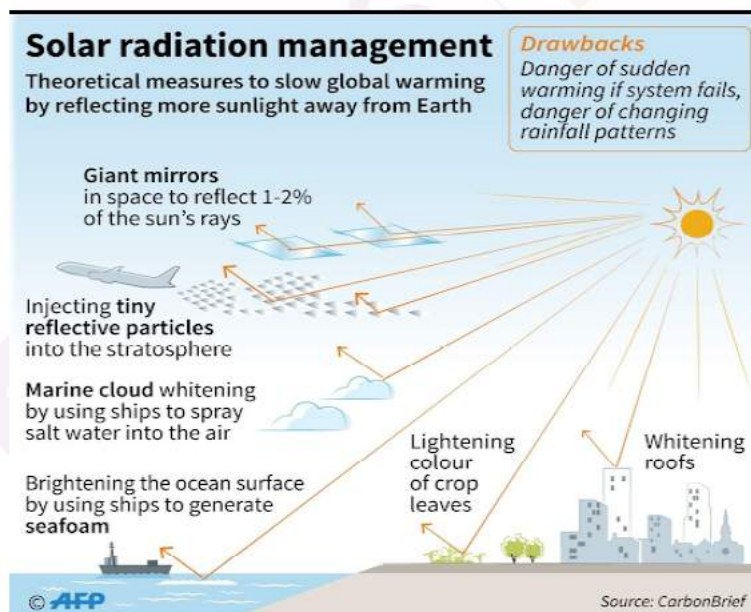 Solar radiation management
Theoretical measures to slow global warming
by reflecting more sunlight away from Earth
Drawbacks
Danger of sudden
warming if system fails,
danger of changing
rainfall patterns
Giant mirrors
in space to reflect 1-2%
of the sun's rays
Injecting tiny
reflective particles
into the stratosphere
Marine cloud whitening
by using ships to spray
salt water into the air
Brightening the ocean surface
by using ships to generate
seafoam
Lightening
colour
of crop
leaves
Whitening
roofs
© AFP
Source: CarbonBrief